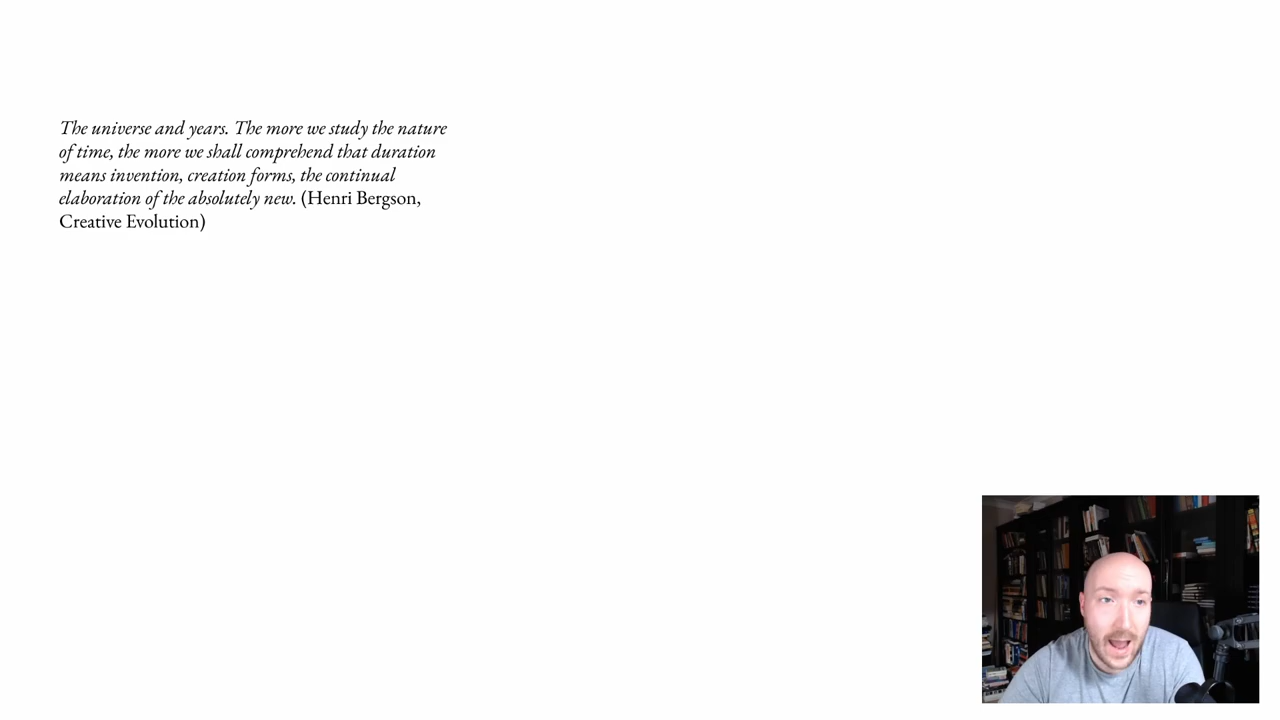 The universe and years. The more we study the nature
of time, the more we shall comprehend that duration
means invention, creation forms, the continual
elaboration of the absolutely new. (Henri Bergson,
Creative Evolution)